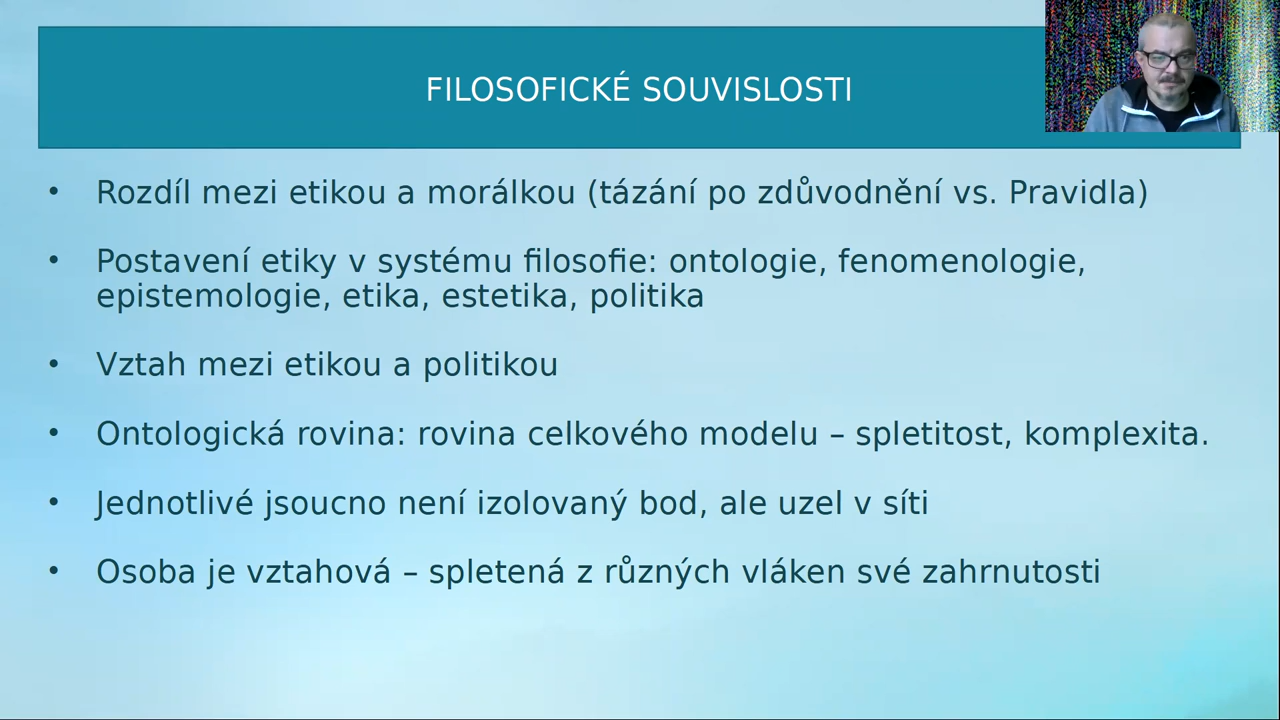 FILOSOFICKÉ SOUVISLOSTI
• Rozdíl mezi etikou a morálkou (tázání po zdůvodnění vs. Pravidla)
• Postavení etiky v systému filosofie: ontologie, fenomenologie,
epistemologie, etika, estetika, politika
• Vztah mezi etikou a politikou
• Ontologická rovina: rovina celkového modelu – spletitost, komplexita.
• Jednotlivé jsoucno není izolovaný bod, ale uzel v síti
• Osoba je vztahová – spletená z různých vláken své zahrnutosti